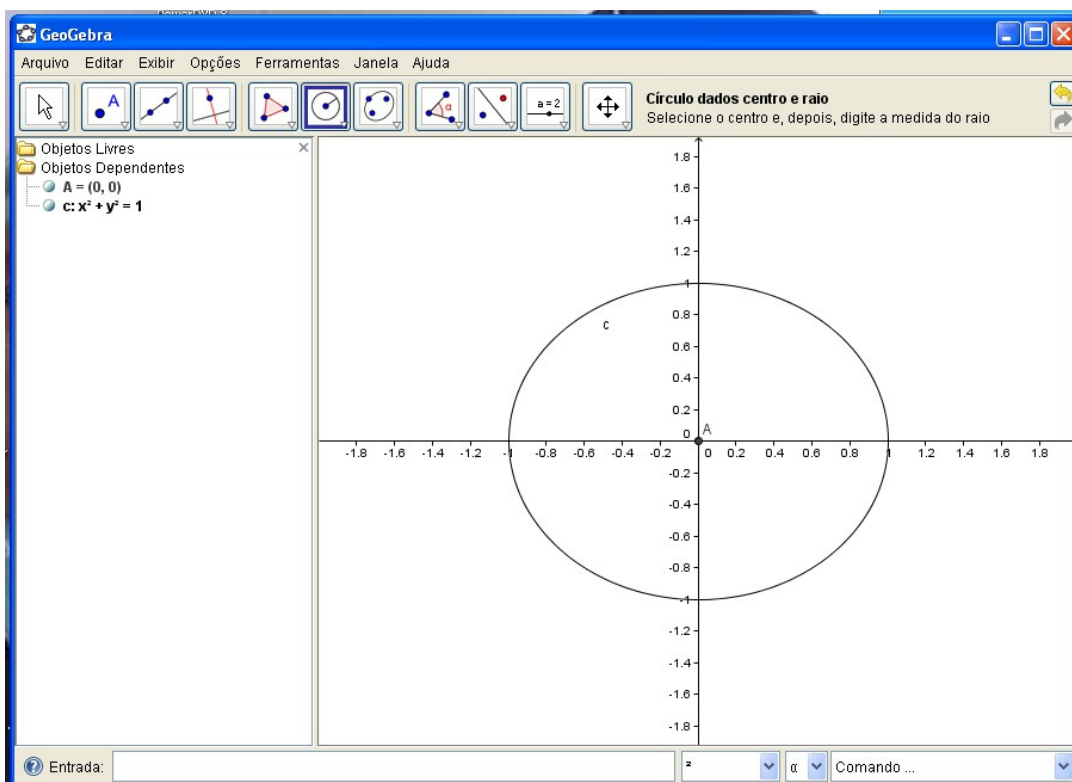 GeoGebra
Arquivo Editar Exibir Opções Ferramentas Janela Ajuda
A
α
a = 2
Círculo dados centro e raio
Selecione o centro e, depois, digite a medida do raio
Objetos Livres
Objetos Dependentes
A = (0, 0)
c: x² + y² = 1
1.8
1.6
1.4
1.2
1
0.8
c
0.6
0.4
0.2
0 A
-1.8 -1.6 -1.4 -1.2 -1 -0.8 -0.6 -0.4 -0.2 0 0.2 0.4 0.6 0.8 1 1.2 1.4 1.6 1.8
-0.2
-0.4
-0.6
-0.8
-1
-1.2
-1.4
-1.6
-1.8
Entrada: ² α Comando ...